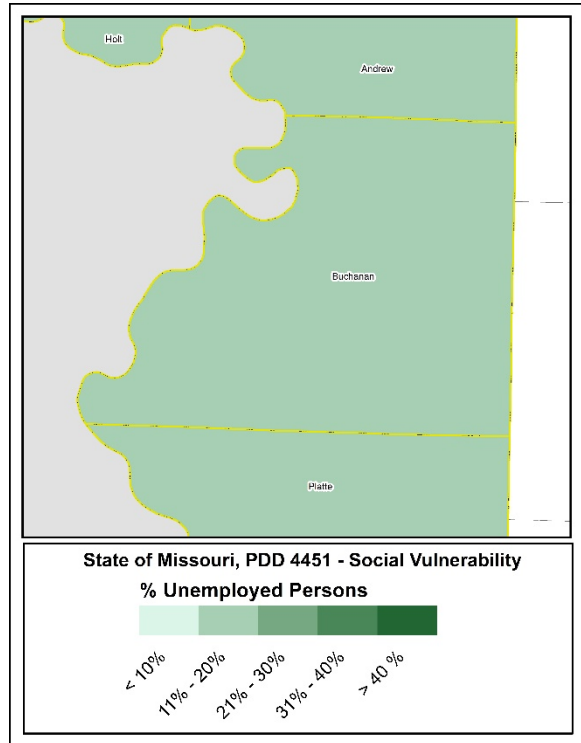 Holt
Andrew
Buchanan
Platte
State of Missouri, PDD 4451 - Social Vulnerability
% Unemployed Persons
< 10%
11% - 20%
21% - 30%
31% - 40%
> 40 %